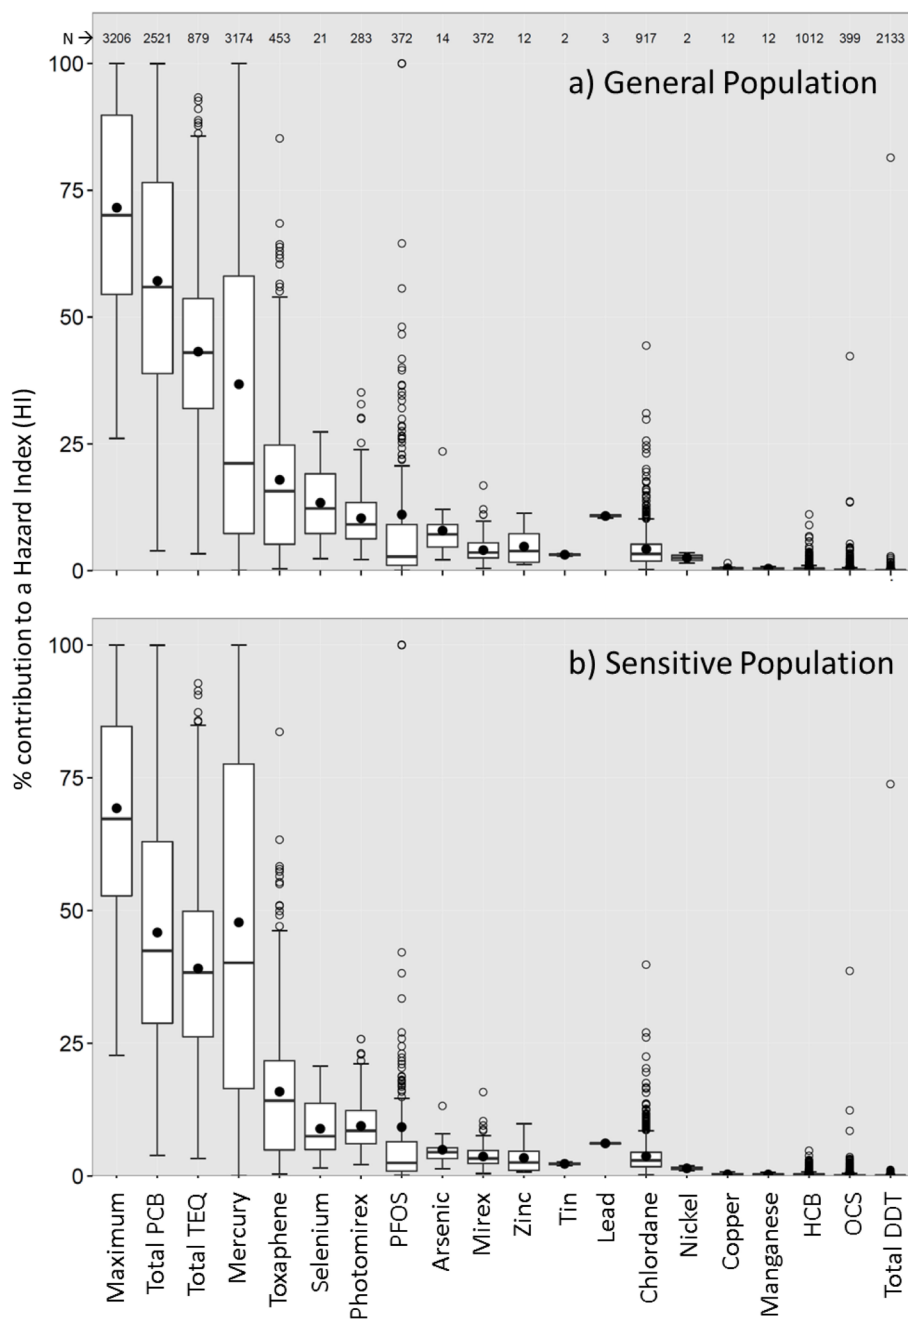 N → 3206 2521 879 3174 453 21 283 372 14 372 12 2 3 917 2 12 12 1012 399 2133
a) General Population
100
75
50
25
0
% contribution to a Hazard Index (HI)
b) Sensitive Population
100
75
50
25
0
Maximum
Total PCB
Total TEQ
Mercury
Toxaphene
Selenium
Photomirex
PFOS
Arsenic
Mirex
Zinc
Tin
Lead
Chlordane
Nickel
Copper
Manganese
HCB
OCS
Total DDT